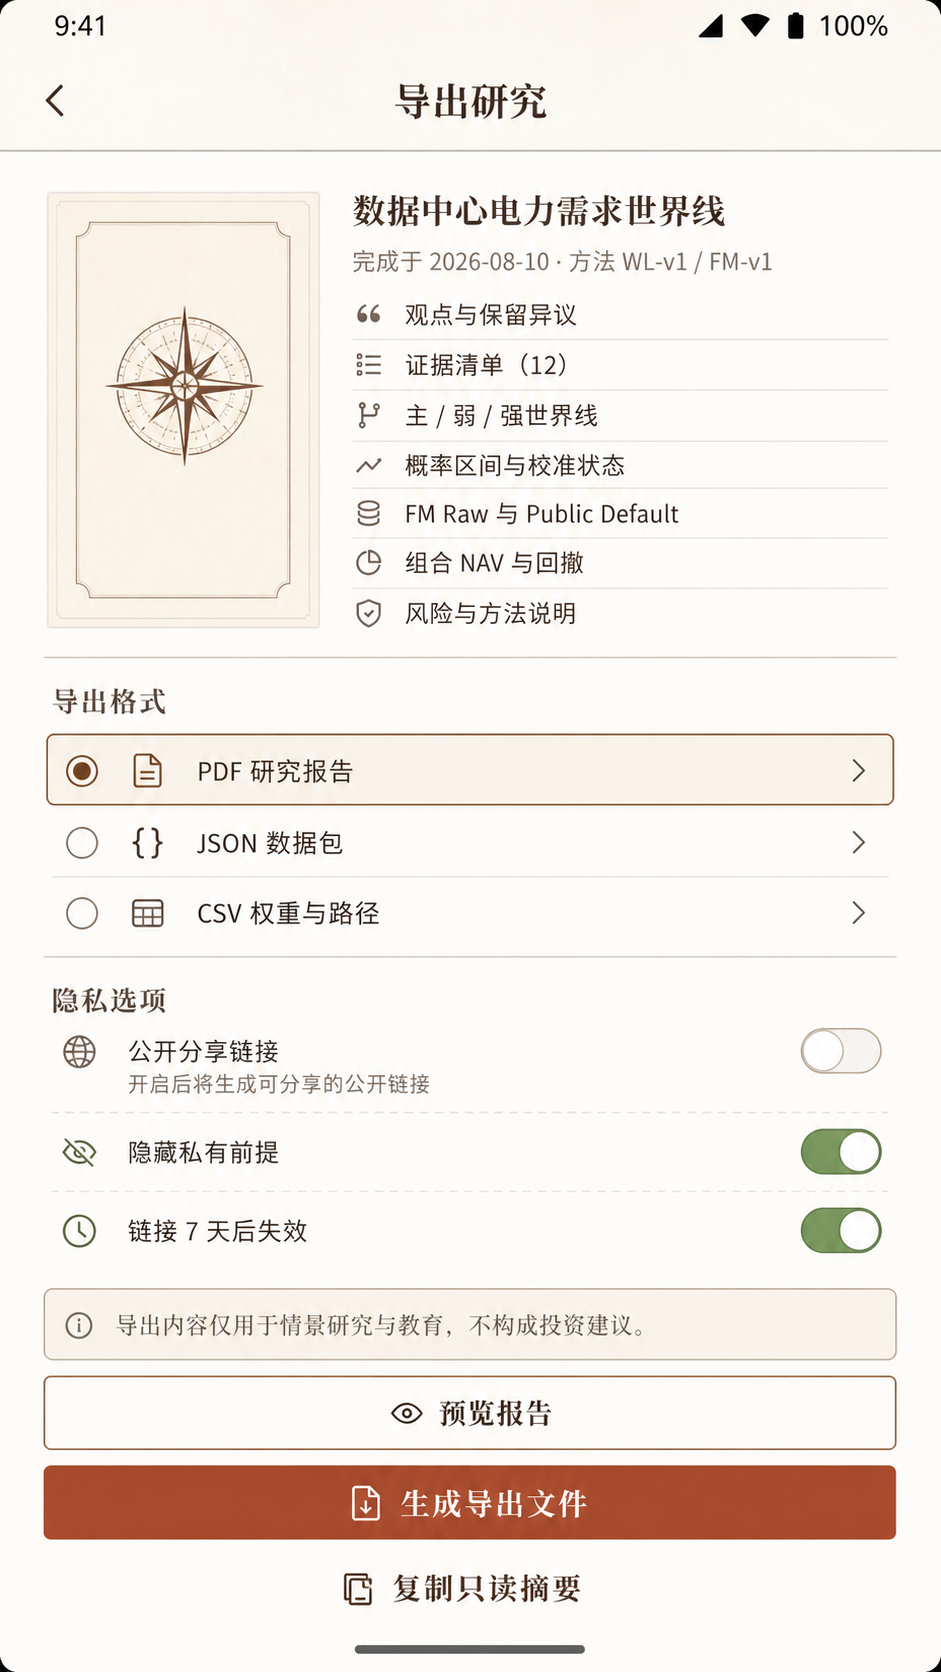 9:41
100%
导出研究
数据中心电力需求世界线
完成于 2026-08-10 · 方法 WL-v1 / FM-v1
观点与保留异议
证据清单（12）
主 / 弱 / 强世界线
概率区间与校准状态
FM Raw 与 Public Default
组合 NAV 与回撤
风险与方法说明
导出格式
PDF 研究报告
JSON 数据包
CSV 权重与路径
隐私选项
公开分享链接
开启后将生成可分享的公开链接
隐藏私有前提
链接 7 天后失效
导出内容仅用于情景研究与教育，不构成投资建议。
预览报告
生成导出文件
复制只读摘要